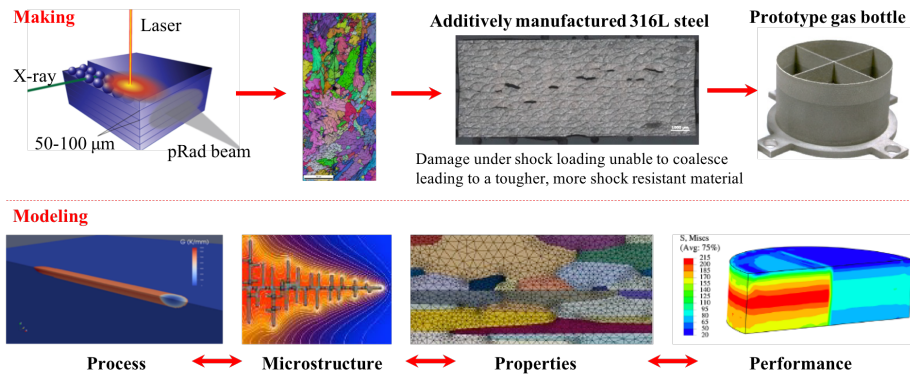 Making
Laser
X-ray
50-100 μm
pRad beam
Additively manufactured 316L steel
Damage under shock loading unable to coalesce
leading to a tougher, more shock resistant material
Prototype gas bottle
Modeling
G (K/mm)
S, Mises
(Avg: 75%)
215
200
185
170
155
140
125
110
95
80
65
50
20
Process
Microstructure
Properties
Performance